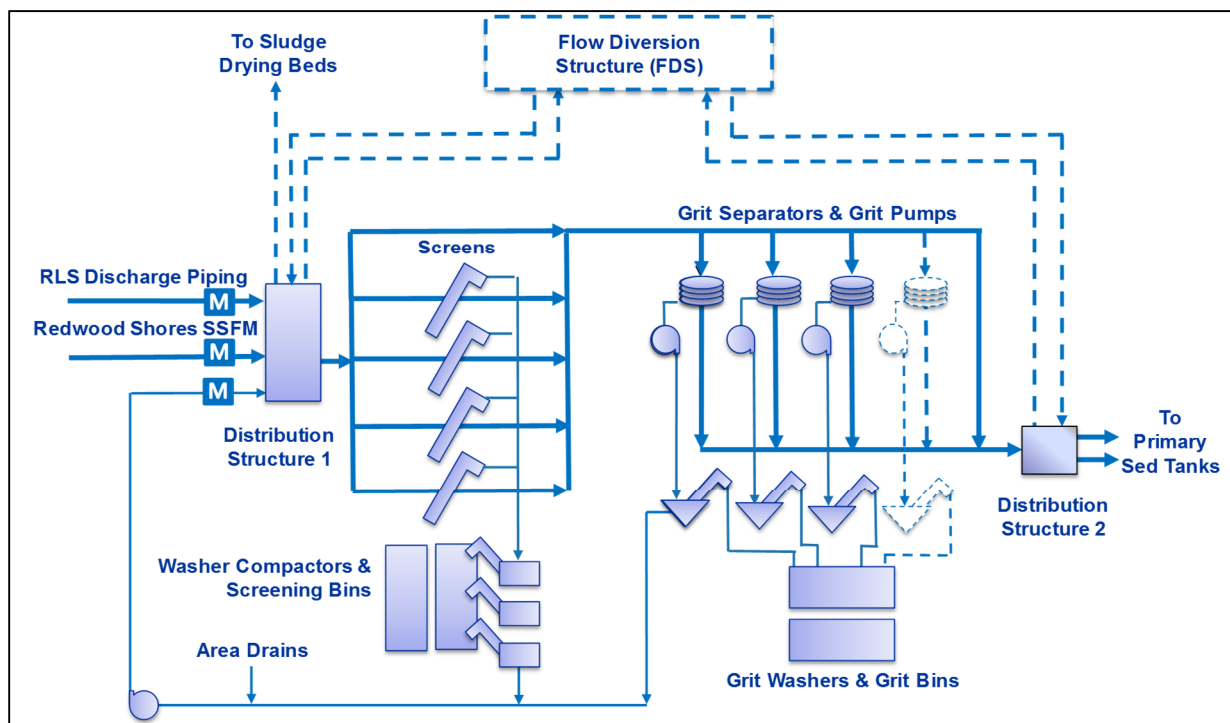 To Sludge
Drying Beds
Flow Diversion
Structure (FDS)
Grit Separators & Grit Pumps
Screens
RLS Discharge Piping
M
Redwood Shores SSFM
M
M
Distribution
Structure 1
To
Primary
Sed Tanks
Distribution
Structure 2
Washer Compactors &
Screening Bins
Area Drains
Grit Washers & Grit Bins